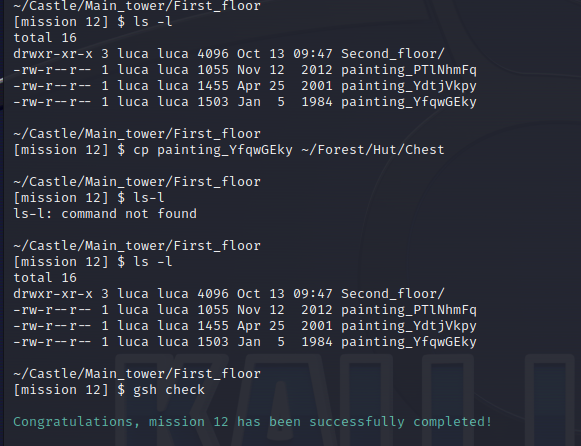 ~/Castle/Main_tower/First_floor
[mission 12] $ ls -l
total 16
drwxr-xr-x 3 luca luca 4096 Oct 13 09:47 Second_floor/
-rw-r--r-- 1 luca luca 1055 Nov 12  2012 painting_PTlNhmFq
-rw-r--r-- 1 luca luca 1455 Apr 25  2001 painting_YdtjVkpy
-rw-r--r-- 1 luca luca 1503 Jan  5  1984 painting_YfqwGEky
~/Castle/Main_tower/First_floor
[mission 12] $ cp painting_YfqwGEky ~/Forest/Hut/Chest
~/Castle/Main_tower/First_floor
[mission 12] $ ls-l
ls-l: command not found
~/Castle/Main_tower/First_floor
[mission 12] $ ls -l
total 16
drwxr-xr-x 3 luca luca 4096 Oct 13 09:47 Second_floor/
-rw-r--r-- 1 luca luca 1055 Nov 12  2012 painting_PTlNhmFq
-rw-r--r-- 1 luca luca 1455 Apr 25  2001 painting_YdtjVkpy
-rw-r--r-- 1 luca luca 1503 Jan  5  1984 painting_YfqwGEky
~/Castle/Main_tower/First_floor
[mission 12] $ gsh check
Congratulations, mission 12 has been successfully completed!